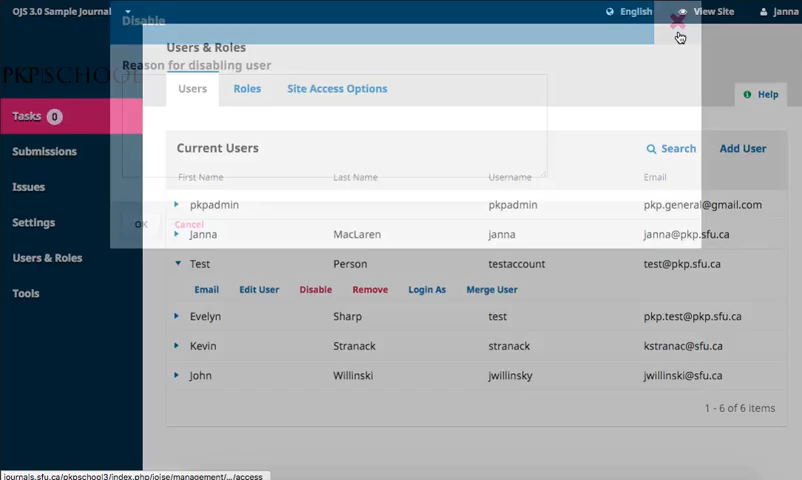 OJS 3.0 Sample Journal
English
View Site
Janna
Disable
Users & Roles
Reason for disabling user
PKP|SCHOOL
Users
Roles
Site Access Options
Help
Tasks 0
Submissions
Issues
Settings
Users & Roles
Tools
Current Users
Search
Add User
First Name Last Name Username Email
pkpadmin pkpadmin pkp.general@gmail.com
OK Cancel
Janna MacLaren janna janna@pkp.sfu.ca
Test Person testaccount test@pkp.sfu.ca
Email Edit User Disable Remove Login As Merge User
Evelyn Sharp test pkp.test@pkp.sfu.ca
Kevin Stranack stranack kstranac@sfu.ca
John Willinski jwillinsky jwillinski@sfu.ca
1 - 6 of 6 items
journals.sfu.ca/pkpschool3/index.php/joise/management/.../access